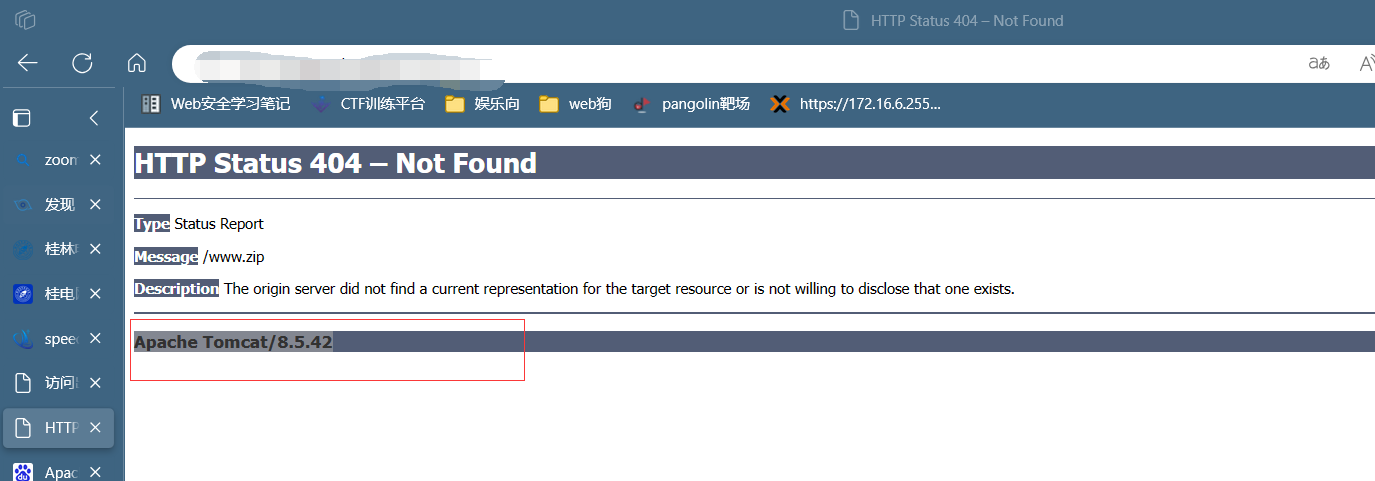 HTTP Status 404 – Not Found
aあ
A
Web安全学习笔记 CTF训练平台 娱乐向 web狗 pangolin靶场 https://172.16.6.255...
zoom
发现
桂林
桂电
speed
访问
HTTP
Apac
HTTP Status 404 – Not Found
Type Status Report
Message /www.zip
Description The origin server did not find a current representation for the target resource or is not willing to disclose that one exists.
Apache Tomcat/8.5.42